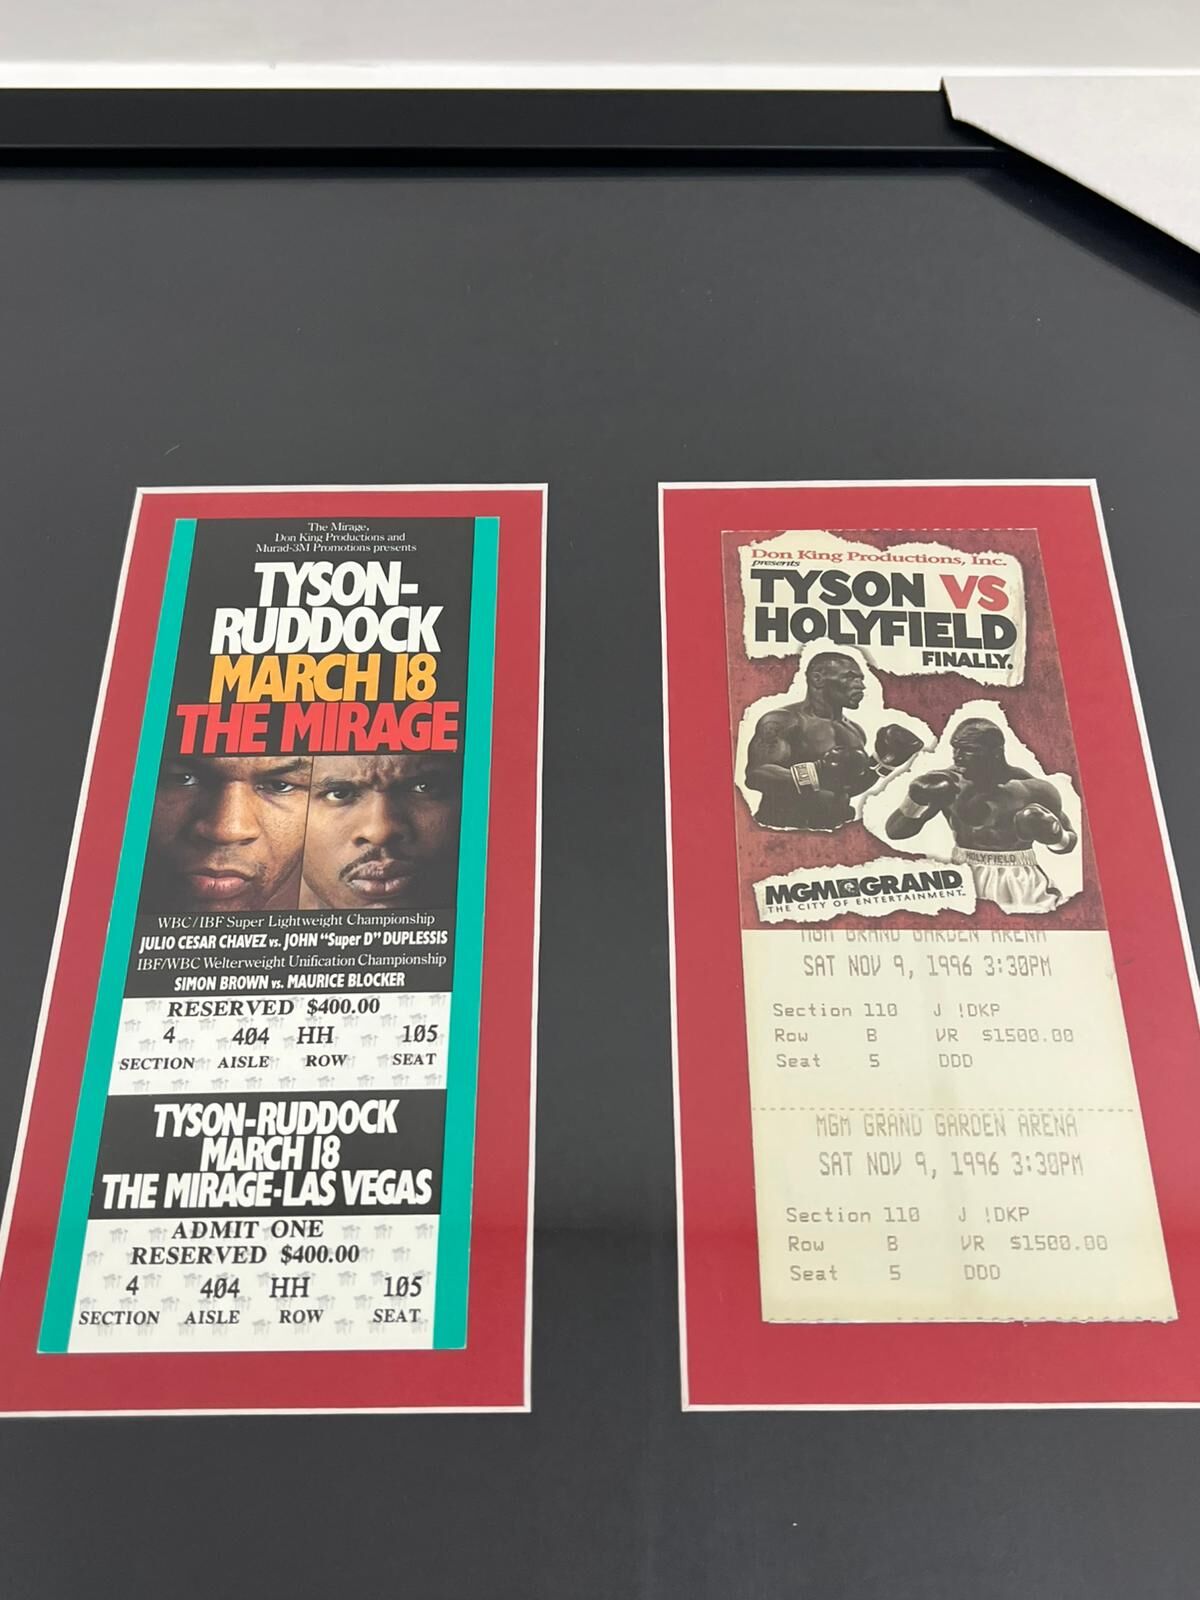 The Mirage,
Don King Productions and
Murad-3M Promotions presents
TYSON-
RUDDOCK
MARCH 18
THE MIRAGE
WBC/IBF Super Lightweight Championship
JULIO CESAR CHAVEZ vs. JOHN "Super D" DUPLESSIS
IBF/WBC Welterweight Unification Championship
SIMON BROWN vs. MAURICE BLOCKER
RESERVED $400.00
4 404 HH 105
SECTION AISLE ROW SEAT
TYSON-RUDDOCK
MARCH 18
THE MIRAGE-LAS VEGAS
ADMIT ONE
RESERVED $400.00
4 404 HH 105
SECTION AISLE ROW SEAT
Don King Productions, Inc.
presents
TYSON VS
HOLYFIELD
FINALLY.
HOLYFIELD
MGM GRAND
THE CITY OF ENTERTAINMENT.
MGM GRAND GARDEN ARENA
SAT NOV 9, 1996 3:30PM
Section 110 J !DKP
Row B VR $1500.00
Seat 5 DDD
MGM GRAND GARDEN ARENA
SAT NOV 9, 1996 3:30PM
Section 110 J !DKP
Row B VR $1500.00
Seat 5 DDD